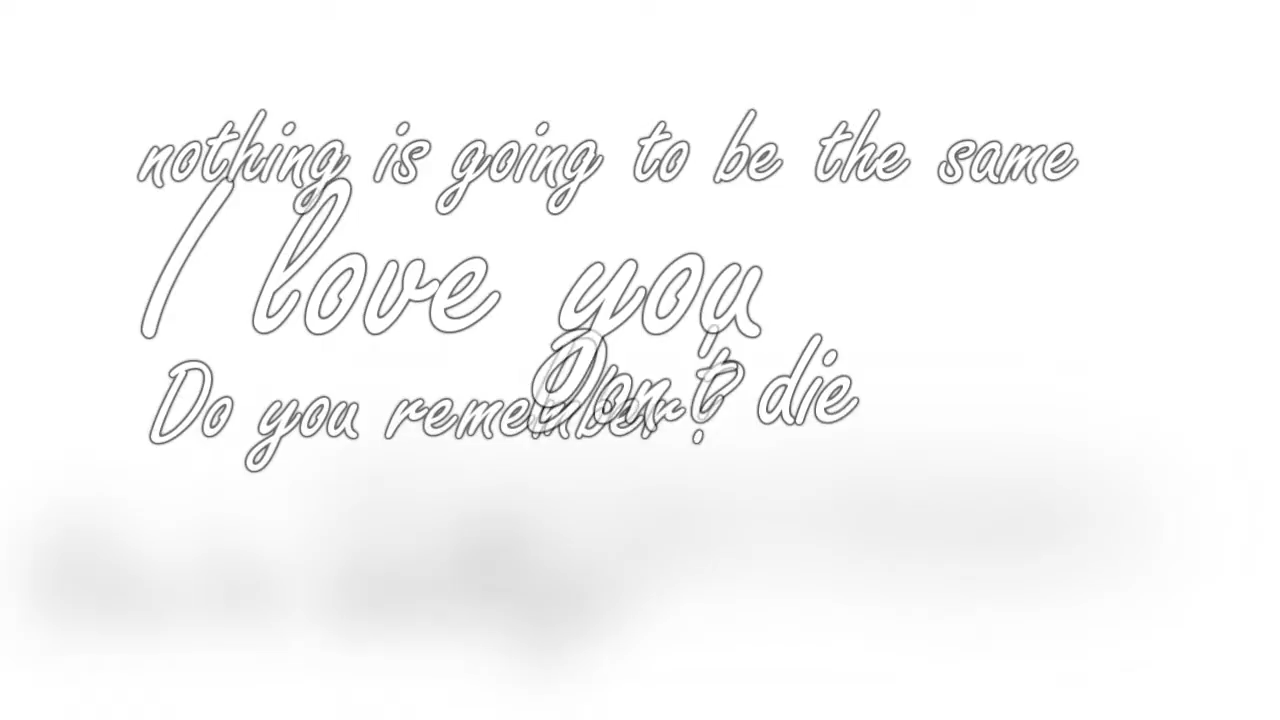 nothing is going to be the same
I love you
Don't die
Do you remember?